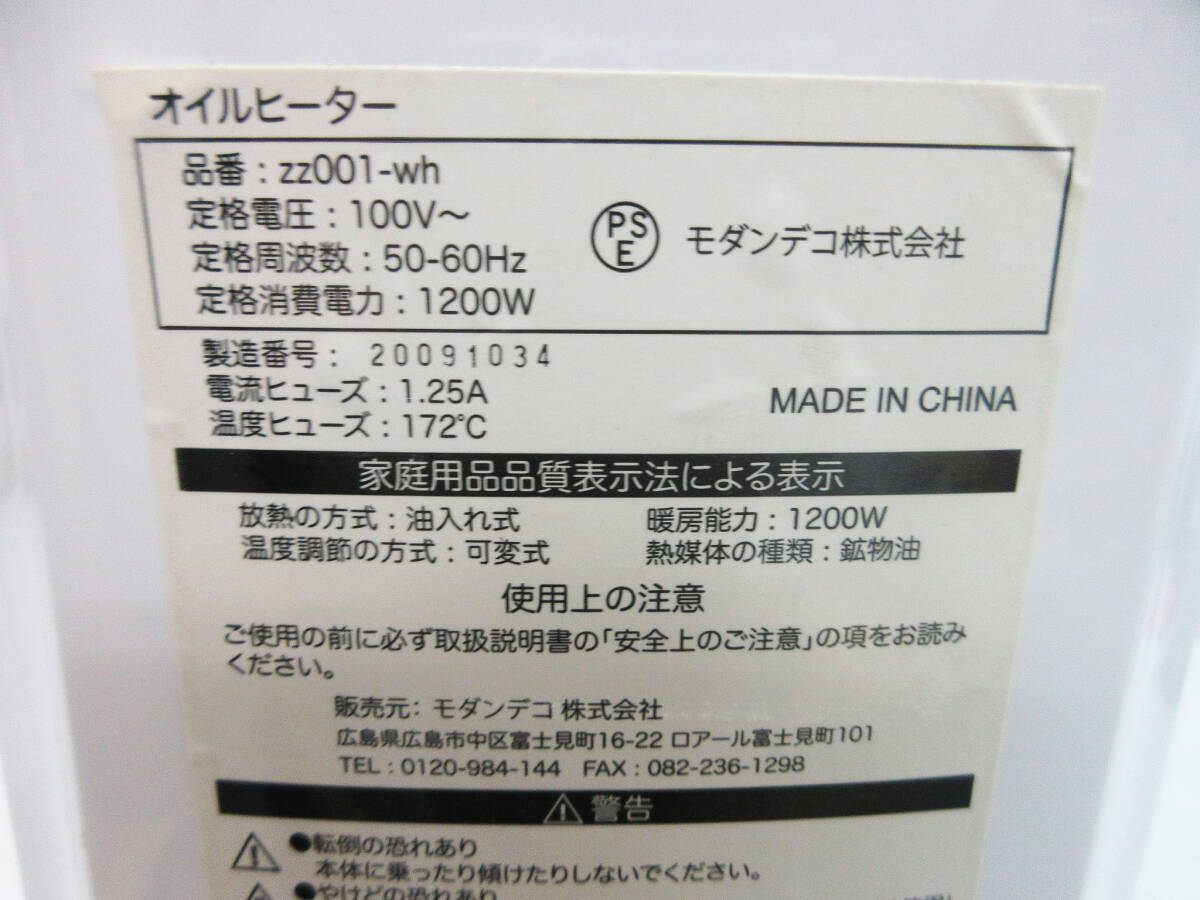 オイルヒーター
品番：zz001-wh
定格電圧：100V～
定格周波数：50-60Hz
定格消費電力：1200W
PSE モダンデコ株式会社
製造番号：20091034
電流ヒューズ：1.25A
温度ヒューズ：172℃
MADE IN CHINA
家庭用品品質表示法による表示
放熱の方式：油入れ式 暖房能力：1200W
温度調節の方式：可変式 熱媒体の種類：鉱物油
使用上の注意
ご使用の前に必ず取扱説明書の「安全上のご注意」の項をお読み
ください。
販売元：モダンデコ 株式会社
広島県広島市中区富士見町16-22 ロアール富士見町101
TEL：0120-984-144 FAX：082-236-1298
警告
●転倒の恐れあり
本体に乗ったり傾けたりしないでください。
●やけどの恐れあり